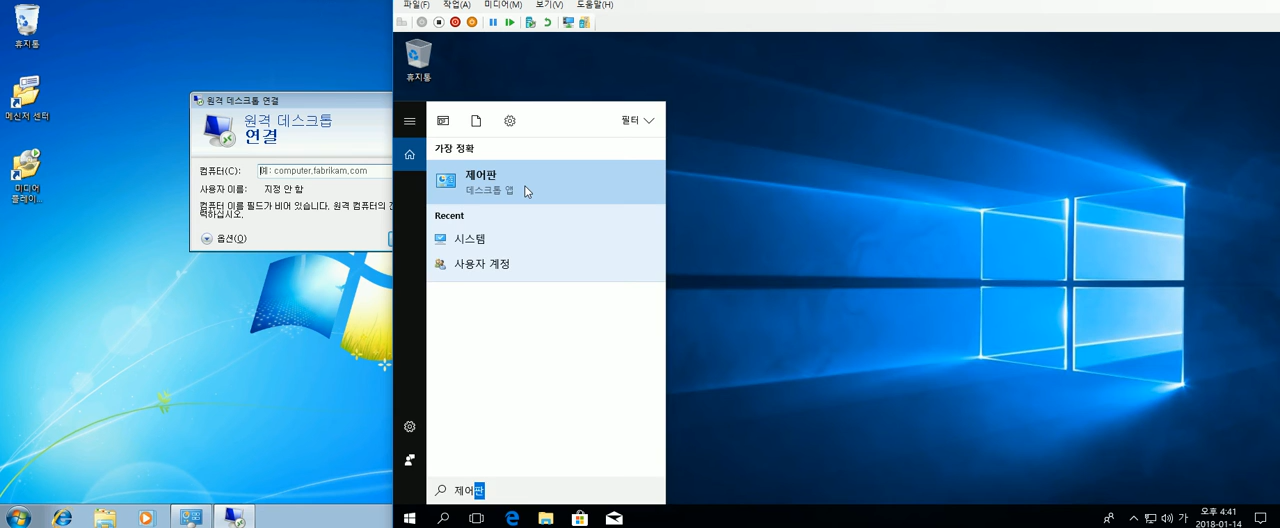 휴지통
메신저 센터
미디어
플레이...
원격 데스크톱 연결
원격 데스크톱
연결
컴퓨터(C):
예: computer.fabrikam.com
사용자 이름: 지정 안 함
컴퓨터 이름 필드가 비어 있습니다. 원격 컴퓨터의 전
력하십시오.
옵션(O)
파일(F) 작업(A) 미디어(M) 보기(V) 도움말(H)
휴지통
필터
가장 정확
제어판
데스크톱 앱
Recent
시스템
사용자 계정
제어판
가
오후 4:41
2018-01-14